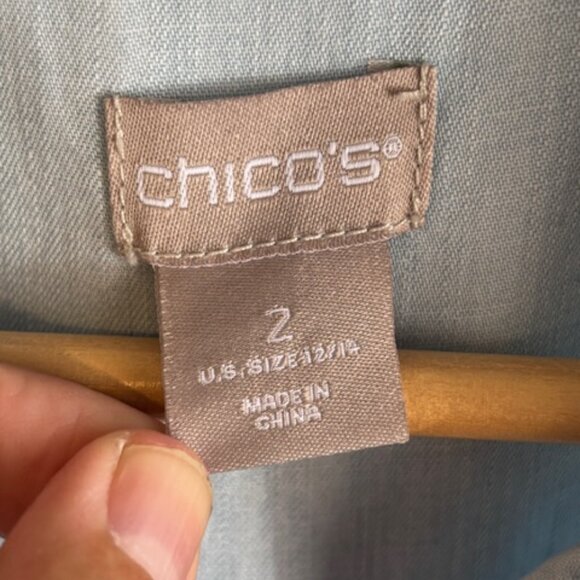 chico's®
2
U.S. SIZE 12/14
MADE IN
CHINA